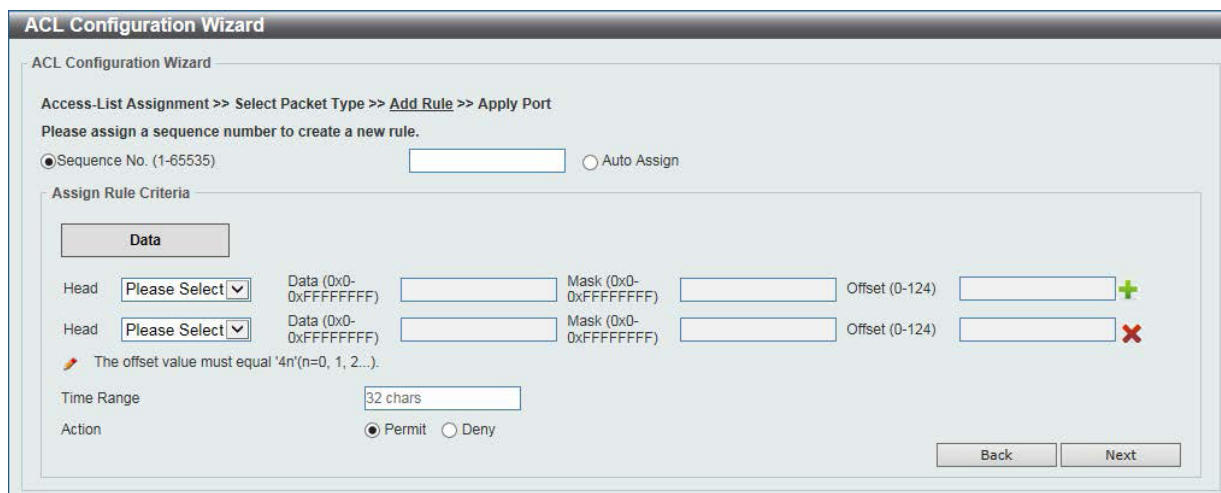 ACL Configuration Wizard
ACL Configuration Wizard
Access-List Assignment >> Select Packet Type >> Add Rule >> Apply Port
Please assign a sequence number to create a new rule.
Sequence No. (1-65535) Auto Assign
Assign Rule Criteria
Data
Head Please Select Data (0x0-0xFFFFFFFF) Mask (0x0-0xFFFFFFFF) Offset (0-124)
Head Please Select Data (0x0-0xFFFFFFFF) Mask (0x0-0xFFFFFFFF) Offset (0-124)
The offset value must equal '4n'(n=0, 1, 2...).
Time Range 32 chars
Action Permit Deny
Back Next